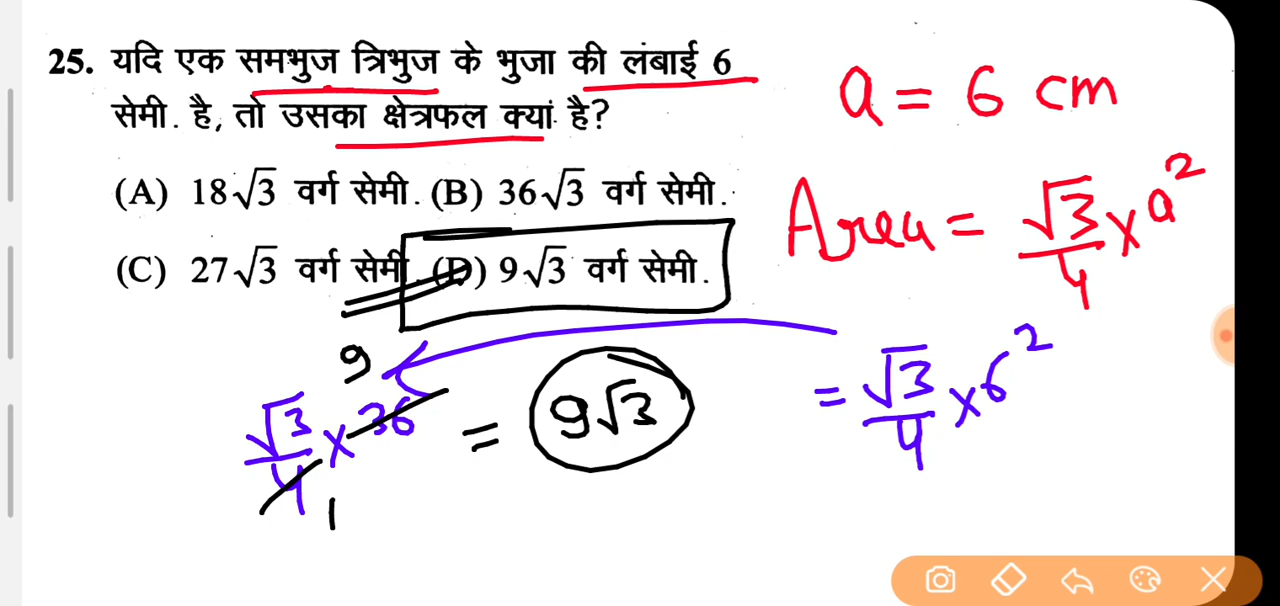 25. यदि एक समभुज त्रिभुज के भुजा की लंबाई 6
सेमी. है, तो उसका क्षेत्रफल क्यां है?
(A) 18√3 वर्ग सेमी. (B) 36√3 वर्ग सेमी.
(C) 27√3 वर्ग सेमी. (D) 9√3 वर्ग सेमी.
a = 6 cm
Area = √3/4 × a²
= √3/4 × 6²
9
√3/4 × 36 = 9√3
1